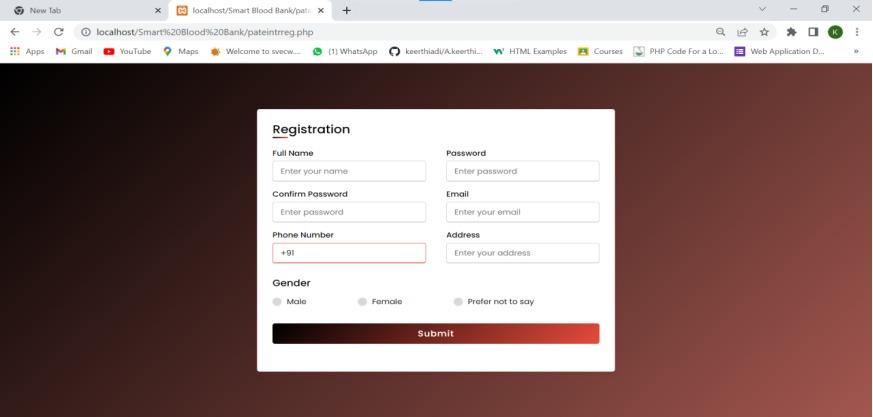 New Tab
localhost/Smart Blood Bank/pate
localhost/Smart%20Blood%20Bank/pateintrreg.php
K
Apps Gmail YouTube Maps Welcome to svecw.... (1) WhatsApp keerthiadi/A.keerthi... HTML Examples Courses PHP Code For a Lo... Web Application D... »
Registration
Full Name Password
Enter your name Enter password
Confirm Password Email
Enter password Enter your email
Phone Number Address
+91 Enter your address
Gender
Male Female Prefer not to say
Submit